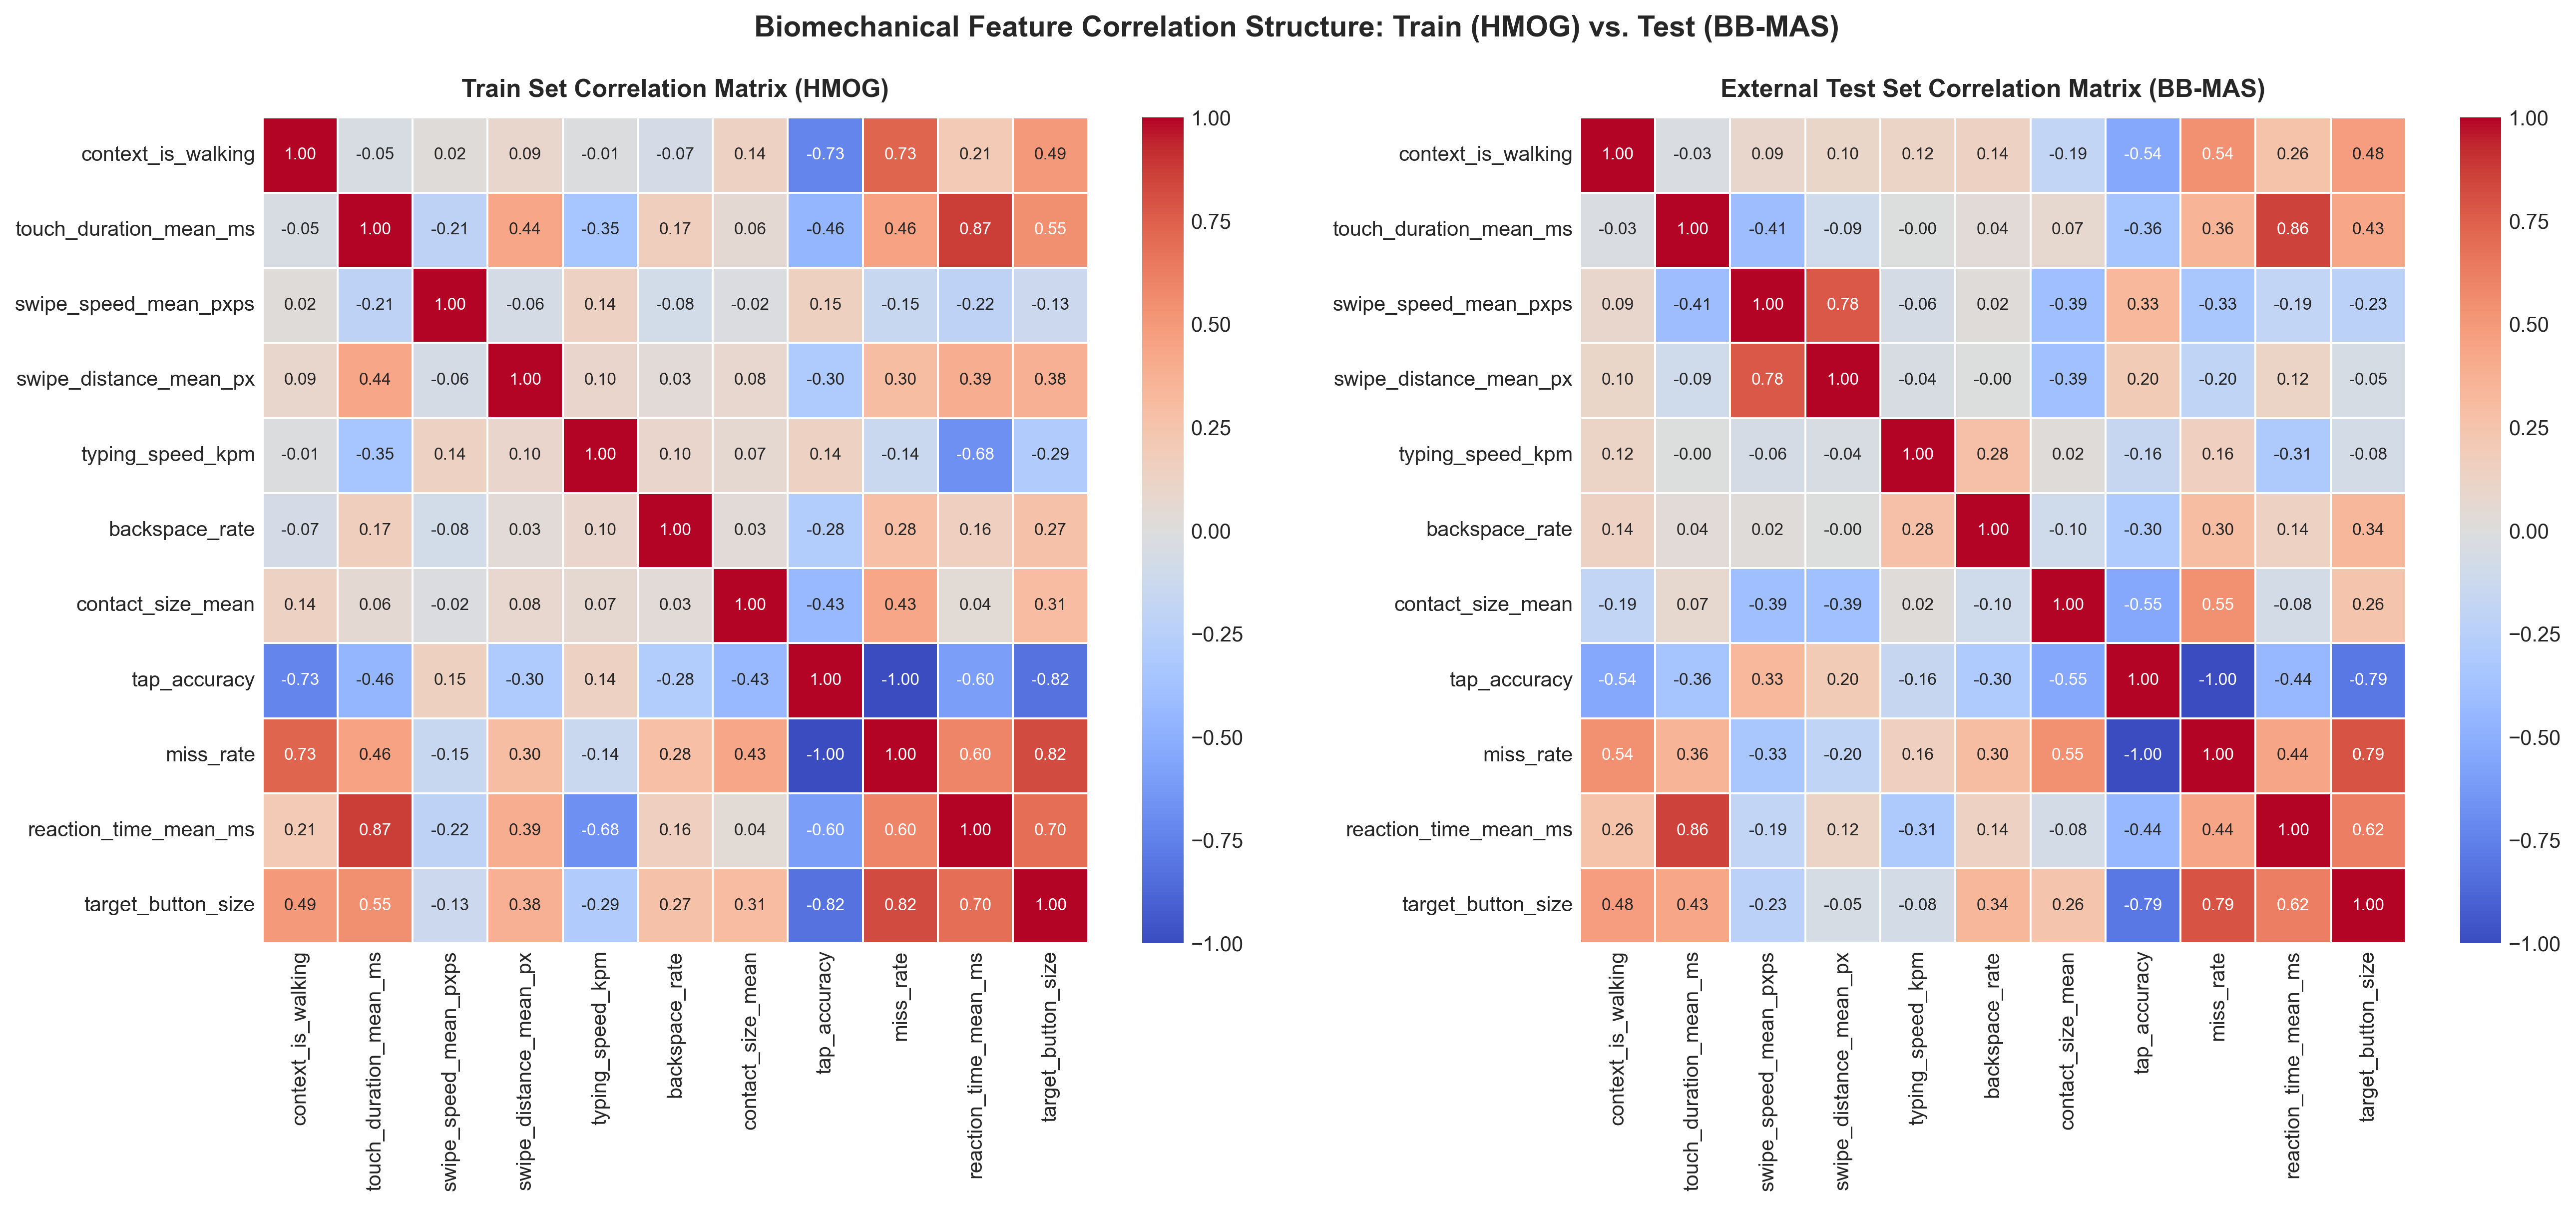 Biomechanical Feature Correlation Structure: Train (HMOG) vs. Test (BB-MAS)
Train Set Correlation Matrix (HMOG)
context_is_walking 1.00 -0.05 0.02 0.09 -0.01 -0.07 0.14 -0.73 0.73 0.21 0.49
touch_duration_mean_ms -0.05 1.00 -0.21 0.44 -0.35 0.17 0.06 -0.46 0.46 0.87 0.55
swipe_speed_mean_pxps 0.02 -0.21 1.00 -0.06 0.14 -0.08 -0.02 0.15 -0.15 -0.22 -0.13
swipe_distance_mean_px 0.09 0.44 -0.06 1.00 0.10 0.03 0.08 -0.30 0.30 0.39 0.38
typing_speed_kpm -0.01 -0.35 0.14 0.10 1.00 0.10 0.07 0.14 -0.14 -0.68 -0.29
backspace_rate -0.07 0.17 -0.08 0.03 0.10 1.00 0.03 -0.28 0.28 0.16 0.27
contact_size_mean 0.14 0.06 -0.02 0.08 0.07 0.03 1.00 -0.43 0.43 0.04 0.31
tap_accuracy -0.73 -0.46 0.15 -0.30 0.14 -0.28 -0.43 1.00 -1.00 -0.60 -0.82
miss_rate 0.73 0.46 -0.15 0.30 -0.14 0.28 0.43 -1.00 1.00 0.60 0.82
reaction_time_mean_ms 0.21 0.87 -0.22 0.39 -0.68 0.16 0.04 -0.60 0.60 1.00 0.70
target_button_size 0.49 0.55 -0.13 0.38 -0.29 0.27 0.31 -0.82 0.82 0.70 1.00
context_is_walking
touch_duration_mean_ms
swipe_speed_mean_pxps
swipe_distance_mean_px
typing_speed_kpm
backspace_rate
contact_size_mean
tap_accuracy
miss_rate
reaction_time_mean_ms
target_button_size
1.00
0.75
0.50
0.25
0.00
−0.25
−0.50
−0.75
−1.00
External Test Set Correlation Matrix (BB-MAS)
context_is_walking 1.00 -0.03 0.09 0.10 0.12 0.14 -0.19 -0.54 0.54 0.26 0.48
touch_duration_mean_ms -0.03 1.00 -0.41 -0.09 -0.00 0.04 0.07 -0.36 0.36 0.86 0.43
swipe_speed_mean_pxps 0.09 -0.41 1.00 0.78 -0.06 0.02 -0.39 0.33 -0.33 -0.19 -0.23
swipe_distance_mean_px 0.10 -0.09 0.78 1.00 -0.04 -0.00 -0.39 0.20 -0.20 0.12 -0.05
typing_speed_kpm 0.12 -0.00 -0.06 -0.04 1.00 0.28 0.02 -0.16 0.16 -0.31 -0.08
backspace_rate 0.14 0.04 0.02 -0.00 0.28 1.00 -0.10 -0.30 0.30 0.14 0.34
contact_size_mean -0.19 0.07 -0.39 -0.39 0.02 -0.10 1.00 -0.55 0.55 -0.08 0.26
tap_accuracy -0.54 -0.36 0.33 0.20 -0.16 -0.30 -0.55 1.00 -1.00 -0.44 -0.79
miss_rate 0.54 0.36 -0.33 -0.20 0.16 0.30 0.55 -1.00 1.00 0.44 0.79
reaction_time_mean_ms 0.26 0.86 -0.19 0.12 -0.31 0.14 -0.08 -0.44 0.44 1.00 0.62
target_button_size 0.48 0.43 -0.23 -0.05 -0.08 0.34 0.26 -0.79 0.79 0.62 1.00
context_is_walking
touch_duration_mean_ms
swipe_speed_mean_pxps
swipe_distance_mean_px
typing_speed_kpm
backspace_rate
contact_size_mean
tap_accuracy
miss_rate
reaction_time_mean_ms
target_button_size
1.00
0.75
0.50
0.25
0.00
−0.25
−0.50
−0.75
−1.00